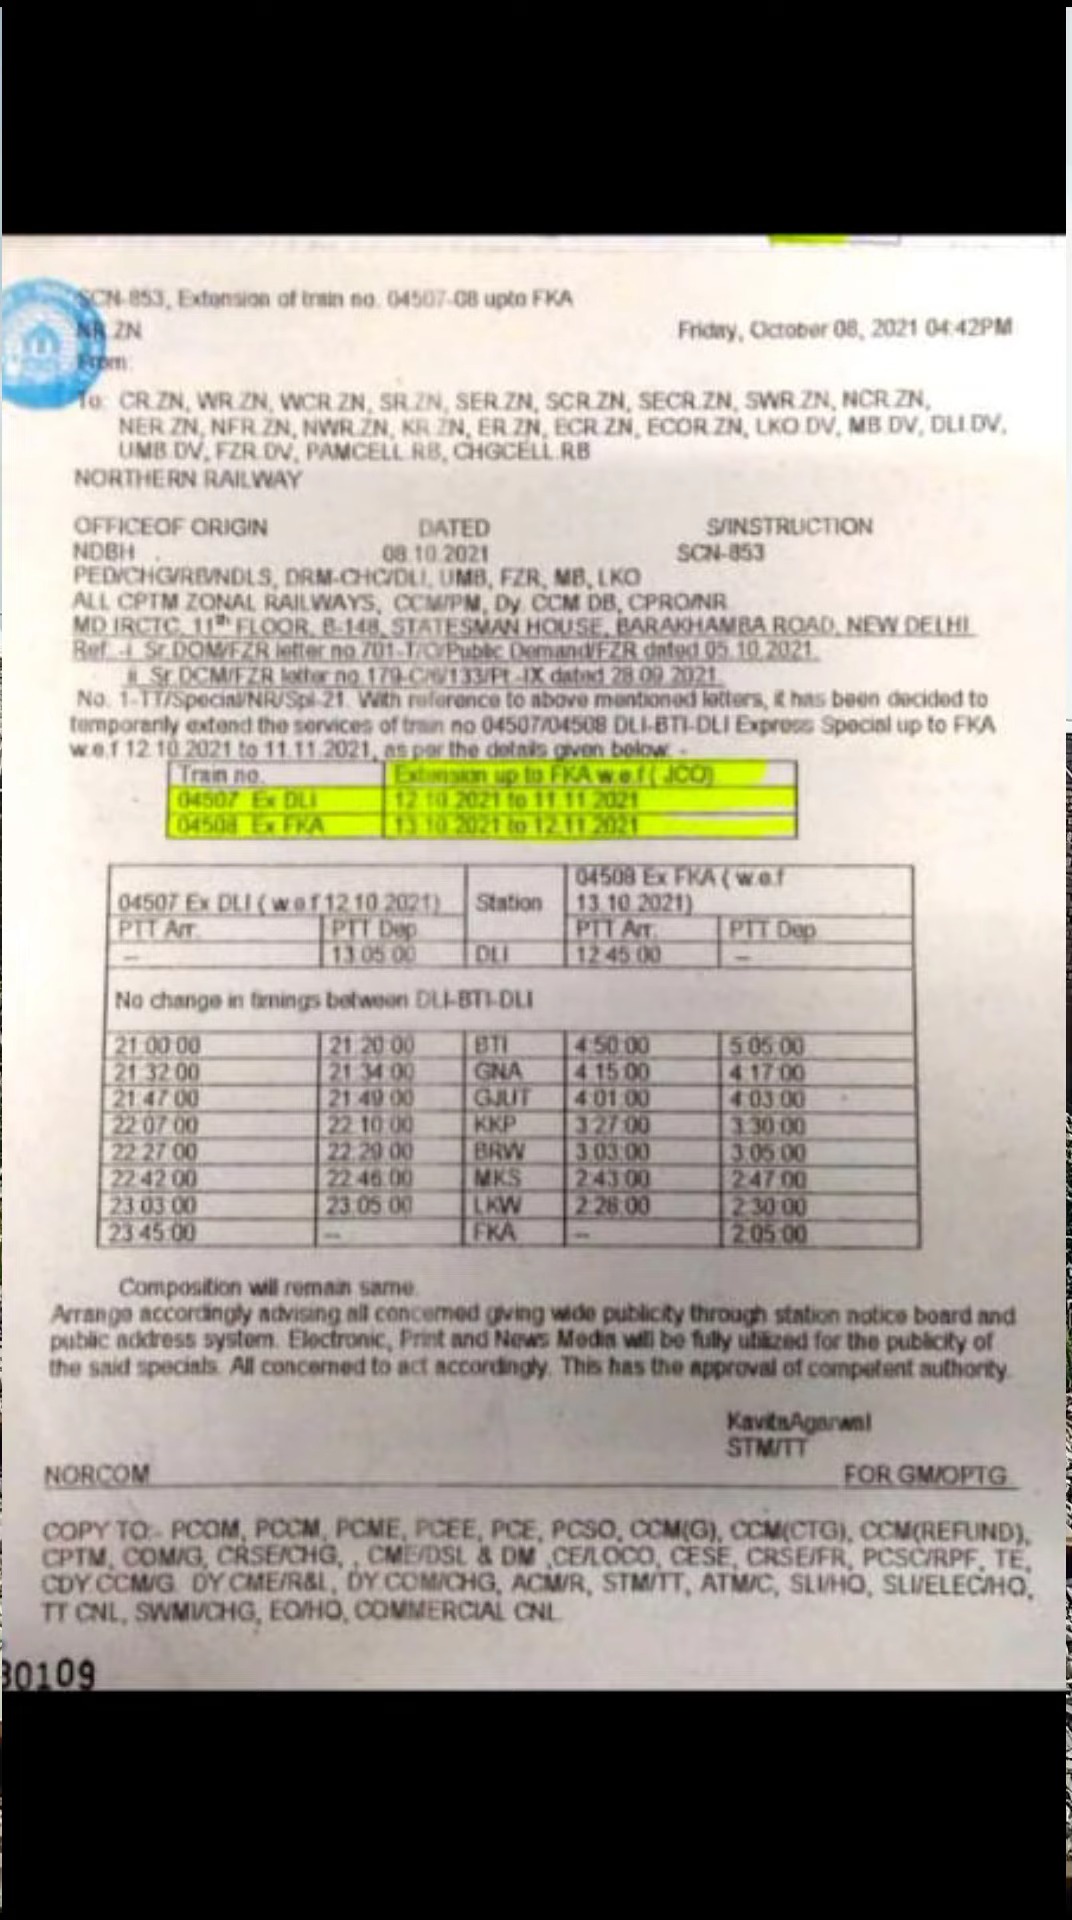 SCN-853, Extension of train no. 04507-08 upto FKA
NR.ZN Friday, October 08, 2021 04:42PM
From:
To: CR.ZN, WR.ZN, WCR.ZN, SR.ZN, SER.ZN, SCR.ZN, SECR.ZN, SWR.ZN, NCR.ZN,
NER.ZN, NFR.ZN, NWR.ZN, KR.ZN, ER.ZN, ECR.ZN, ECOR.ZN, LKO.DV, MB.DV, DLI.DV,
UMB.DV, FZR.DV, PAMCELL.RB, CHGCELL.RB
NORTHERN RAILWAY
OFFICEOF ORIGIN DATED S/INSTRUCTION
NDBH 08.10.2021 SCN-853
PED/CHG/RB/NDLS, DRM-CHC/DLI, UMB, FZR, MB, LKO
ALL CPTM ZONAL RAILWAYS, CCM/PM, Dy. CCM DB, CPRO/NR
MD IRCTC, 11th FLOOR, B-148, STATESMAN HOUSE, BARAKHAMBA ROAD, NEW DELHI
Ref.-i. Sr.DOM/FZR letter no 701-T/O/Public Demand/FZR dated 05.10.2021.
ii. Sr.DCM/FZR letter no 179-C/6/133/Pt.-IX dated 28.09.2021.
No. 1-TT/Special/NR/Spl-21. With reference to above mentioned letters, it has been decided to
temporarily extend the services of train no 04507/04508 DLI-BTI-DLI Express Special up to FKA
w.e.f 12.10.2021 to 11.11.2021, as per the details given below:-
Train no. Extension up to FKA w.e.f ( JCO)
04507 Ex DLI 12.10.2021 to 11.11.2021
04508 Ex FKA 13.10.2021 to 12.11.2021
04507 Ex DLI ( w.e.f 12.10.2021) Station 04508 Ex FKA ( w.e.f
13.10.2021)
PTT Arr. PTT Dep PTT Arr. PTT Dep
-- 13:05:00 DLI 12:45:00 --
No change in timings between DLI-BTI-DLI
21:00:00 21:20:00 BTI 4:50:00 5:05:00
21:32:00 21:34:00 GNA 4:15:00 4:17:00
21:47:00 21:49:00 GJUT 4:01:00 4:03:00
22:07:00 22:10:00 KKP 3:27:00 3:30:00
22:27:00 22:29:00 BRW 3:03:00 3:05:00
22:42:00 22:46:00 MKS 2:43:00 2:47:00
23:03:00 23:05:00 LKW 2:28:00 2:30:00
23:45:00 -- FKA -- 2:05:00
Composition will remain same.
Arrange accordingly advising all concerned giving wide publicity through station notice board and
public address system. Electronic, Print and News Media will be fully utilized for the publicity of
the said specials. All concerned to act accordingly. This has the approval of competent authority.
KavitaAgarwal
STM/TT
NORCOM FOR GM/OPTG
COPY TO:- PCOM, PCCM, PCME, PCEE, PCE, PCSO, CCM(G), CCM(CTG), CCM(REFUND),
CPTM, COM/G, CRSE/CHG, , CME/DSL & DM ,CE/LOCO, CESE, CRSE/FR, PCSC/RPF, TE,
CDY.CCM/G. DY.CME/R&L, DY.COM/CHG, ACM/R, STM/TT, ATM/C, SLI/HQ, SLI/ELEC/HQ,
TT CNL, SWMI/CHG, EO/HO, COMMERCIAL CNL
30109